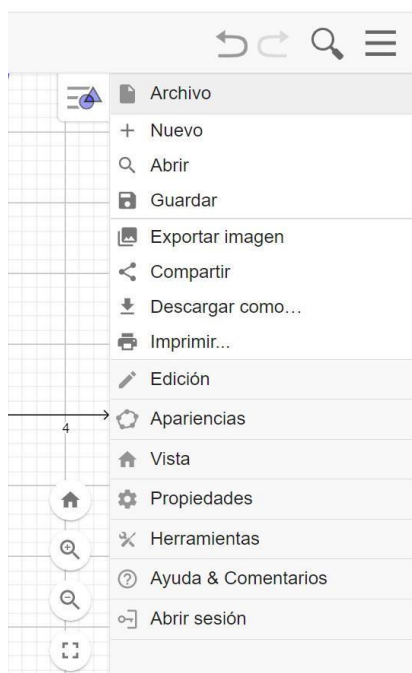 Archivo
Nuevo
Abrir
Guardar
Exportar imagen
Compartir
Descargar como…
Imprimir...
Edición
Apariencias
4
Vista
Propiedades
Herramientas
Ayuda & Comentarios
Abrir sesión